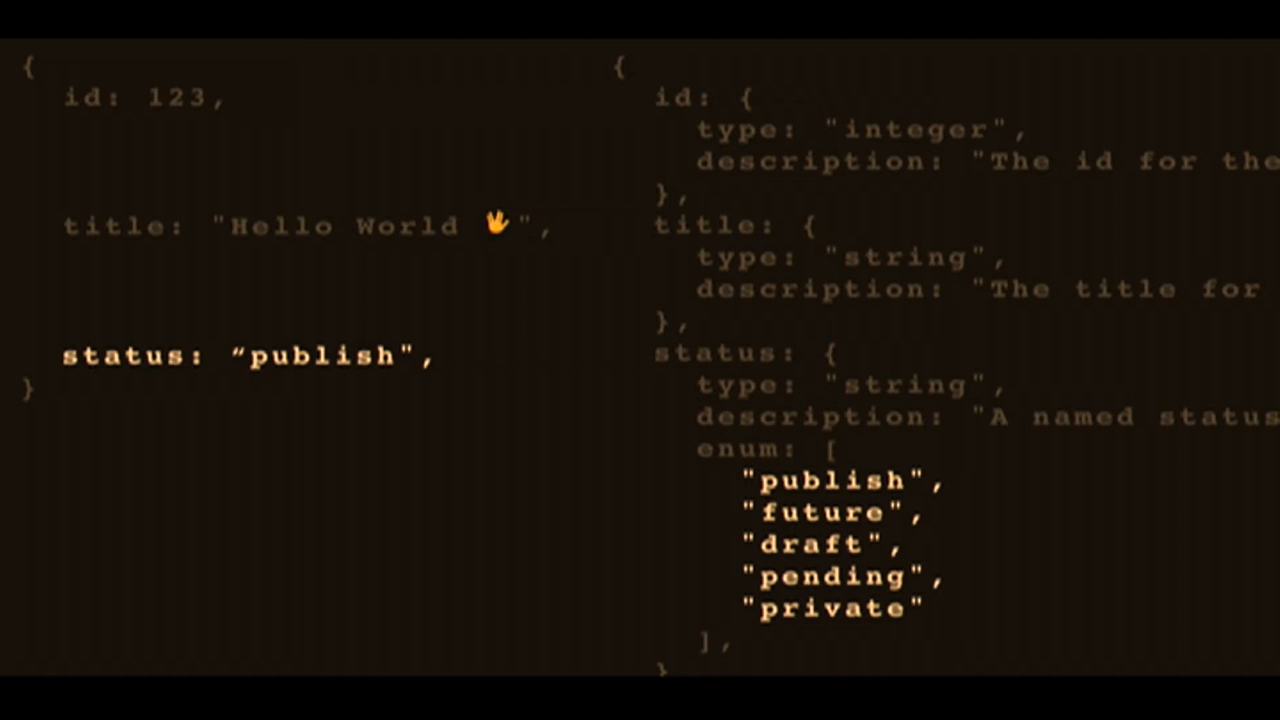 {
id: 123,
title: "Hello World 🖖",
status: “publish",
}
{
id: {
type: "integer",
description: "The id for the
},
title: {
type: "string",
description: "The title for
},
status: {
type: "string",
description: "A named status
enum: [
"publish",
"future",
"draft",
"pending",
"private"
],
}